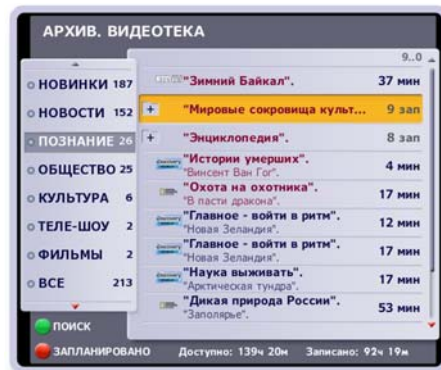 АРХИВ. ВИДЕОТЕКА
9..0
НОВИНКИ 187
НОВОСТИ 152
ПОЗНАНИЕ 26
ОБЩЕСТВО 25
КУЛЬТУРА 6
ТЕЛЕ-ШОУ 2
ФИЛЬМЫ 2
ВСЕ 213
"Зимний Байкал". 37 мин
+ "Мировые сокровища культ... 9 зап
+ "Энциклопедия". 8 зап
"Истории умерших". 4 мин
"Винсент Ван Гог".
"Охота на охотника". 17 мин
"В пасти дракона".
"Главное - войти в ритм". 12 мин
"Новая Зеландия".
"Главное - войти в ритм". 17 мин
"Новая Зеландия".
"Наука выживать". 17 мин
"Арктическая тундра".
"Дикая природа России". 53 мин
"Заполярье".
ПОИСК
ЗАПЛАНИРОВАНО Доступно: 139ч 20м Записано: 92ч 19м